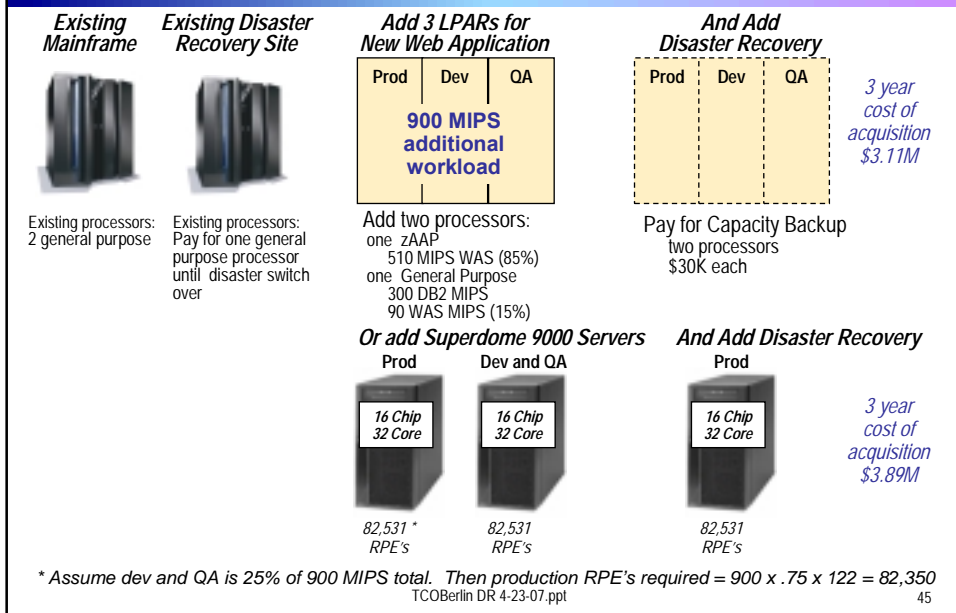 Existing
Mainframe
Existing Disaster
Recovery Site
Add 3 LPARs for
New Web Application
And Add
Disaster Recovery
Prod
Dev
QA
900 MIPS
additional
workload
Prod
Dev
QA
3 year
cost of
acquisition
$3.11M
Existing processors:
2 general purpose
Existing processors:
Pay for one general
purpose processor
until disaster switch
over
Add two processors:
one zAAP
510 MIPS WAS (85%)
one General Purpose
300 DB2 MIPS
90 WAS MIPS (15%)
Pay for Capacity Backup
two processors
$30K each
Or add Superdome 9000 Servers
And Add Disaster Recovery
Prod
Dev and QA
Prod
16 Chip
32 Core
16 Chip
32 Core
16 Chip
32 Core
3 year
cost of
acquisition
$3.89M
82,531 *
RPE's
82,531
RPE's
82,531
RPE's
* Assume dev and QA is 25% of 900 MIPS total. Then production RPE's required = 900 x .75 x 122 = 82,350
TCOBerlin DR 4-23-07.ppt
45